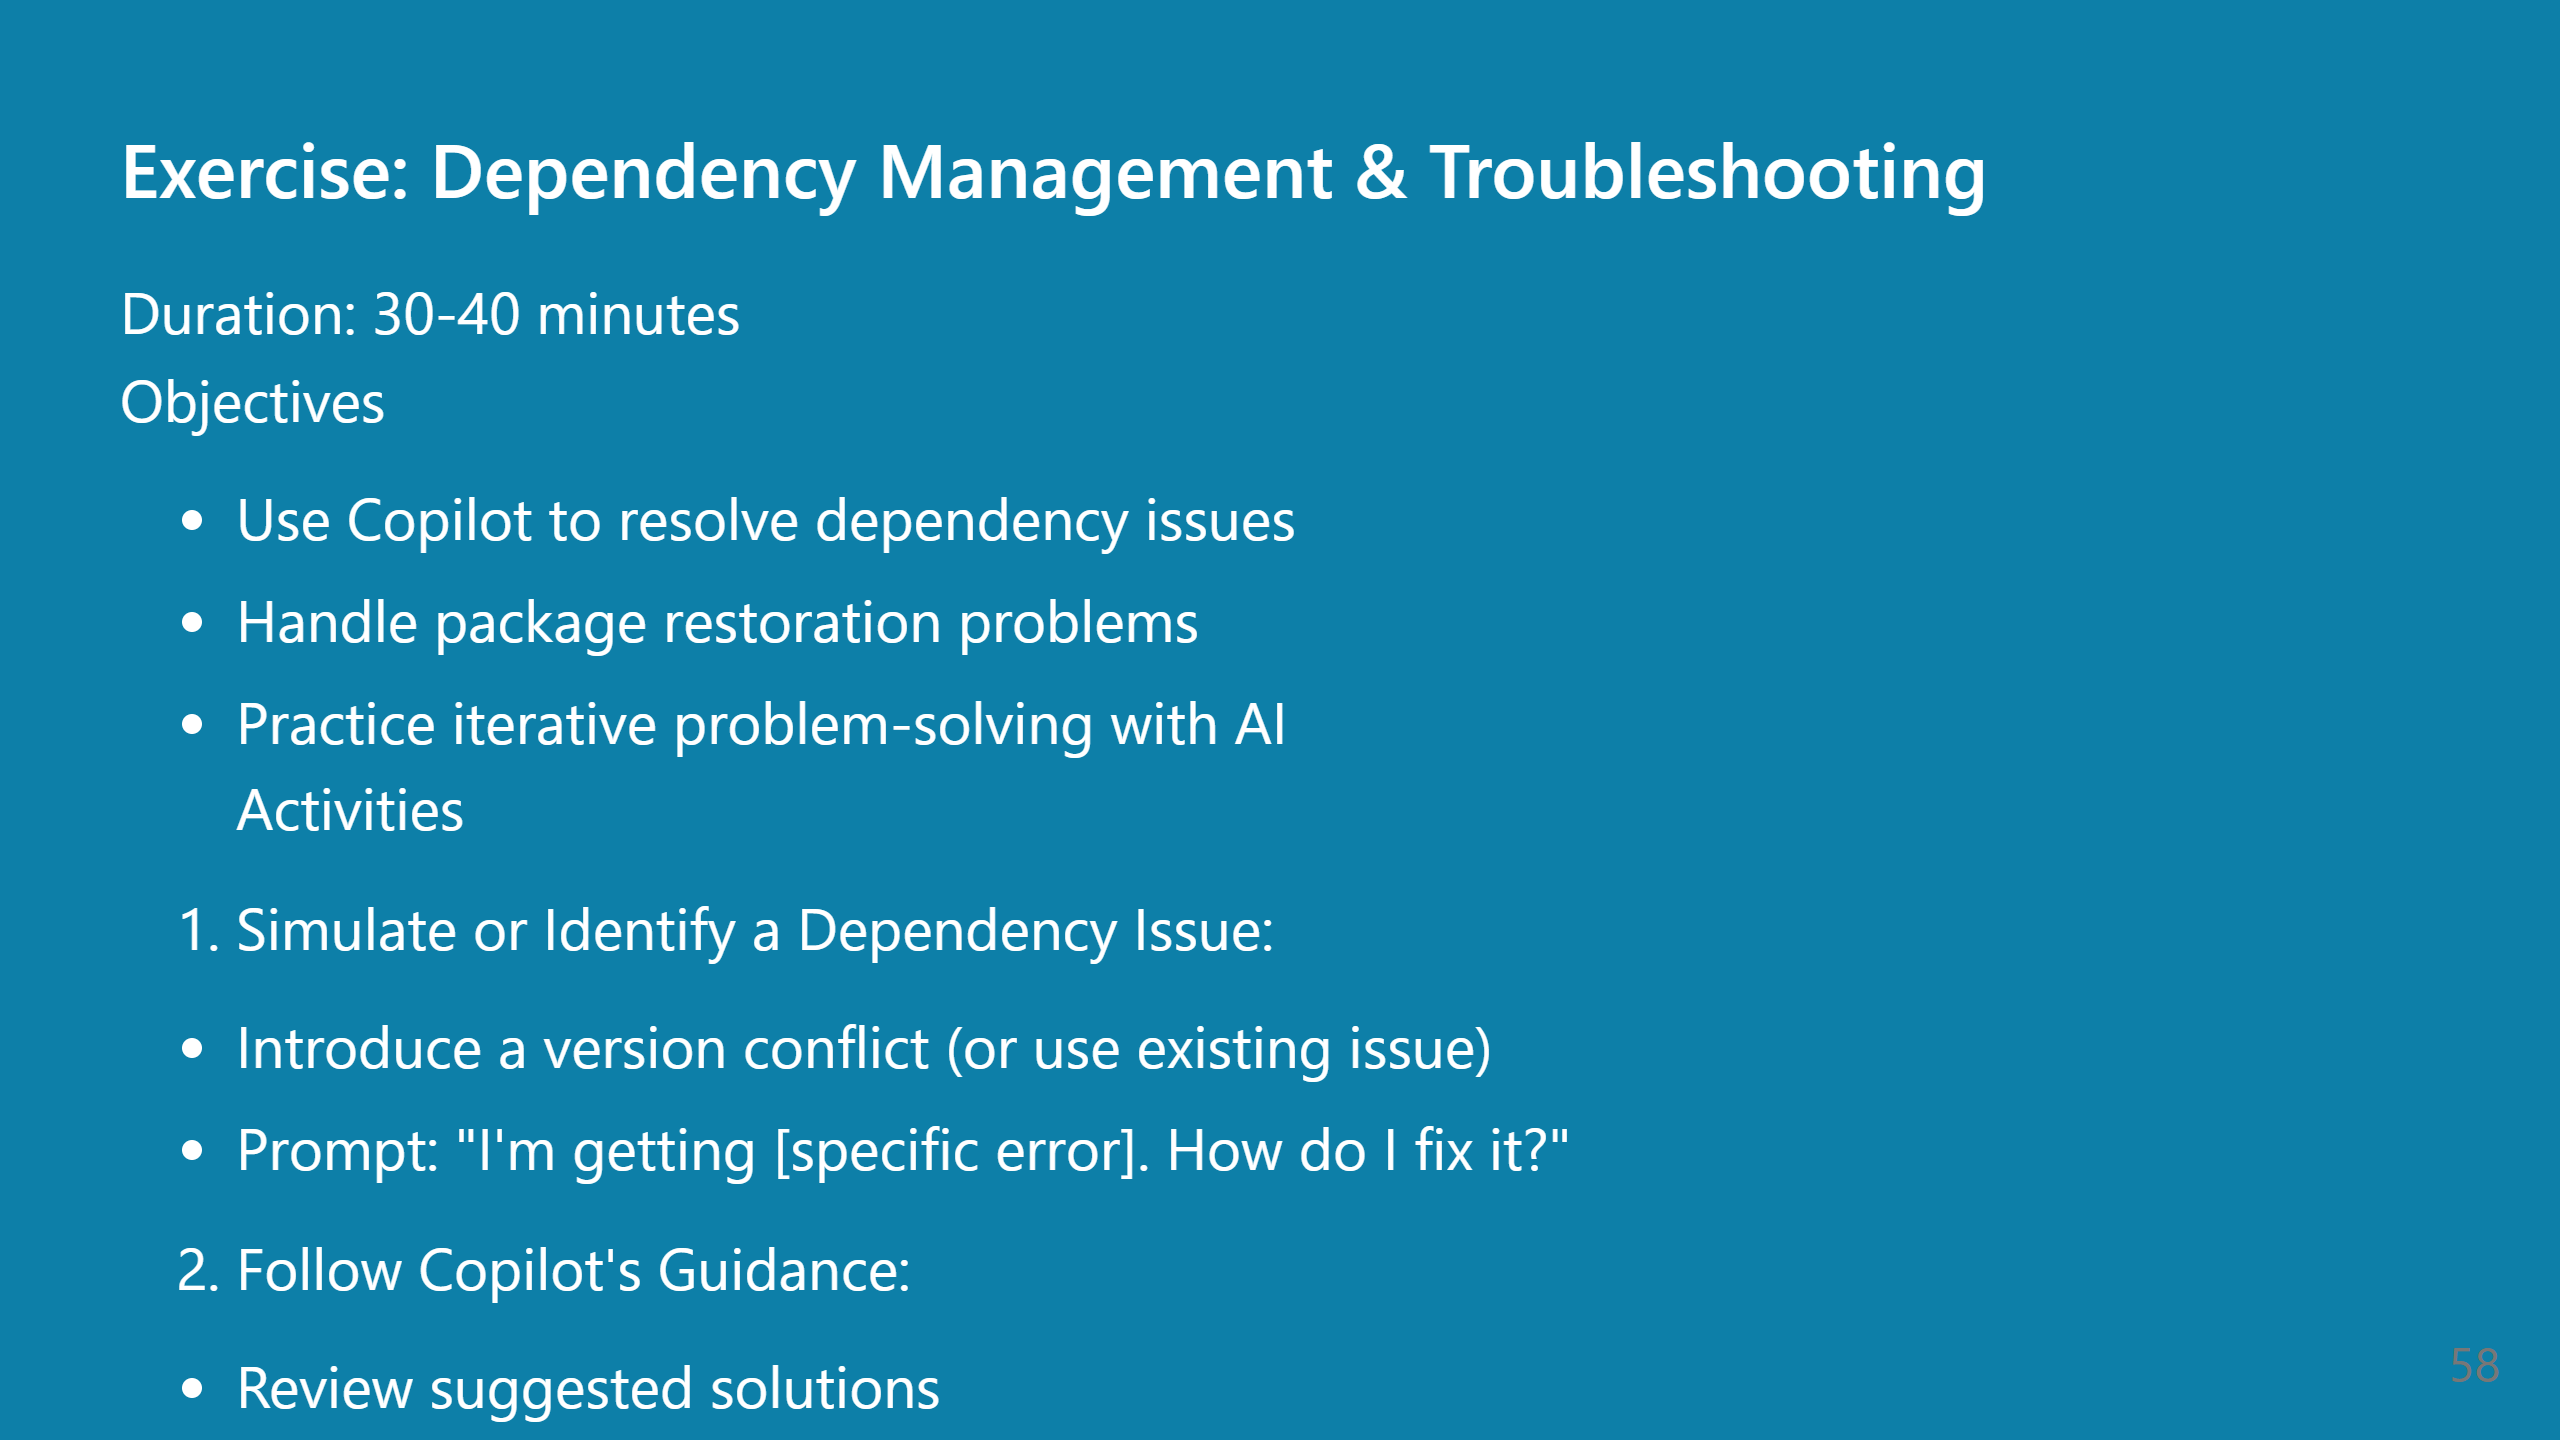 Exercise: Dependency Management & Troubleshooting
Duration: 30-40 minutes
Objectives
• Use Copilot to resolve dependency issues
• Handle package restoration problems
• Practice iterative problem-solving with AI
Activities
1. Simulate or Identify a Dependency Issue:
• Introduce a version conflict (or use existing issue)
• Prompt: "I'm getting [specific error]. How do I fix it?"
2. Follow Copilot's Guidance:
• Review suggested solutions
58